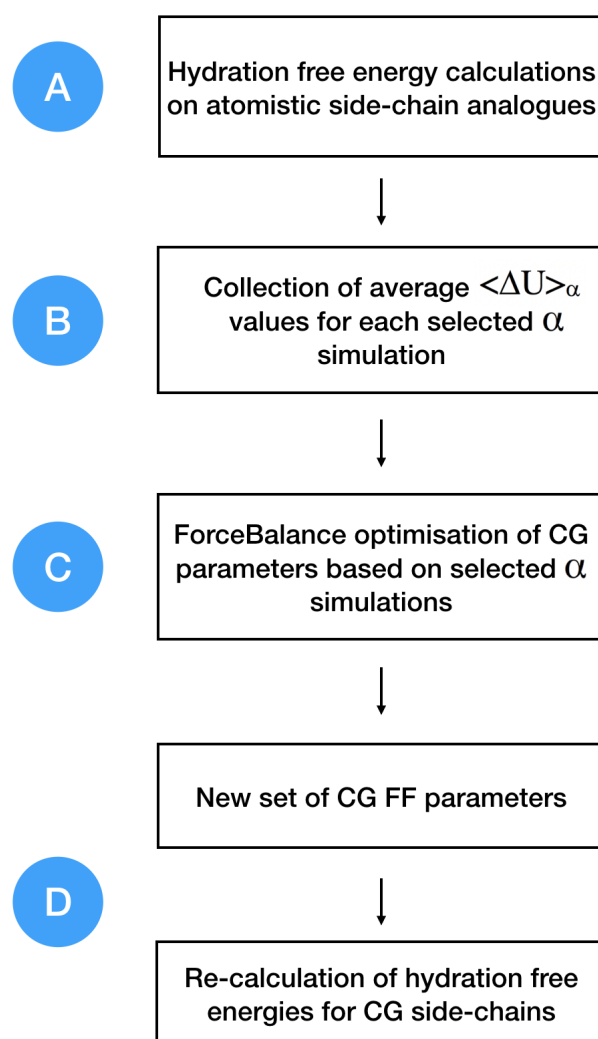 A
Hydration free energy calculations
on atomistic side-chain analogues
B
Collection of average <ΔU>α
values for each selected α
simulation
C
ForceBalance optimisation of CG
parameters based on selected α
simulations
New set of CG FF parameters
D
Re-calculation of hydration free
energies for CG side-chains